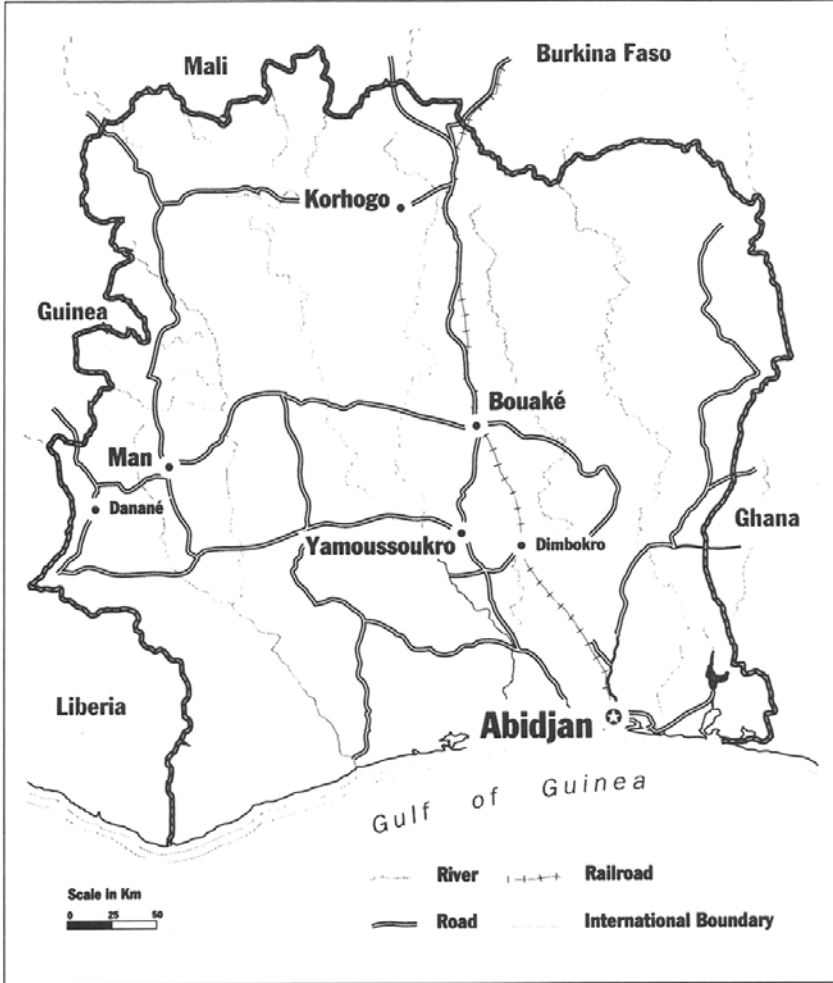 Mali
Burkina Faso
Korhogo
Guinea
Bouaké
Man
Danané
Ghana
Yamoussoukro
Dimbokro
Liberia
Abidjan
Gulf of Guinea
River
Railroad
Scale in Km
0 25 50
Road
International Boundary